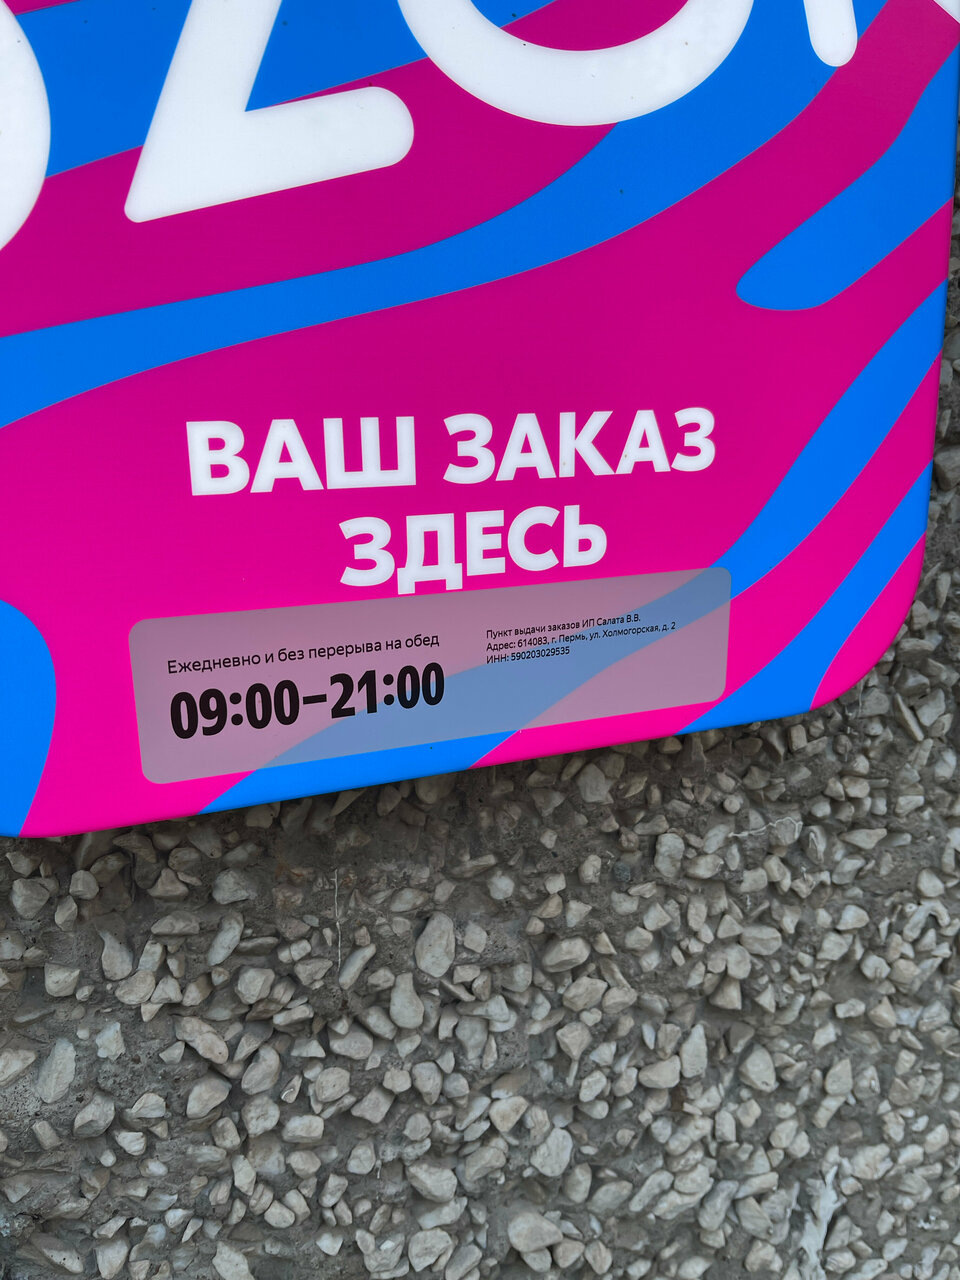 ozon
ВАШ ЗАКАЗ
ЗДЕСЬ
Ежедневно и без перерыва на обед
09:00–21:00
Пункт выдачи заказов ИП Салата В.В.
Адрес: 614083, г. Пермь, ул. Холмогорская, д. 2
ИНН: 590203029535